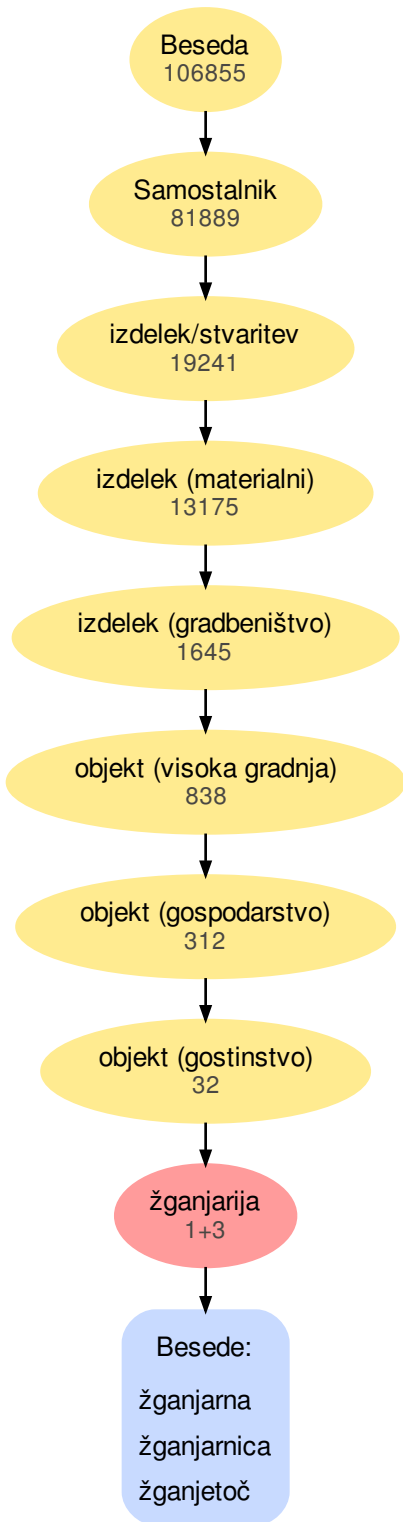 Beseda
106855
Samostalnik
81889
izdelek/stvaritev
19241
izdelek (materialni)
13175
izdelek (gradbeništvo)
1645
objekt (visoka gradnja)
838
objekt (gospodarstvo)
312
objekt (gostinstvo)
32
žganjarija
1+3
Besede:
žganjarna
žganjarnica
žganjetoč